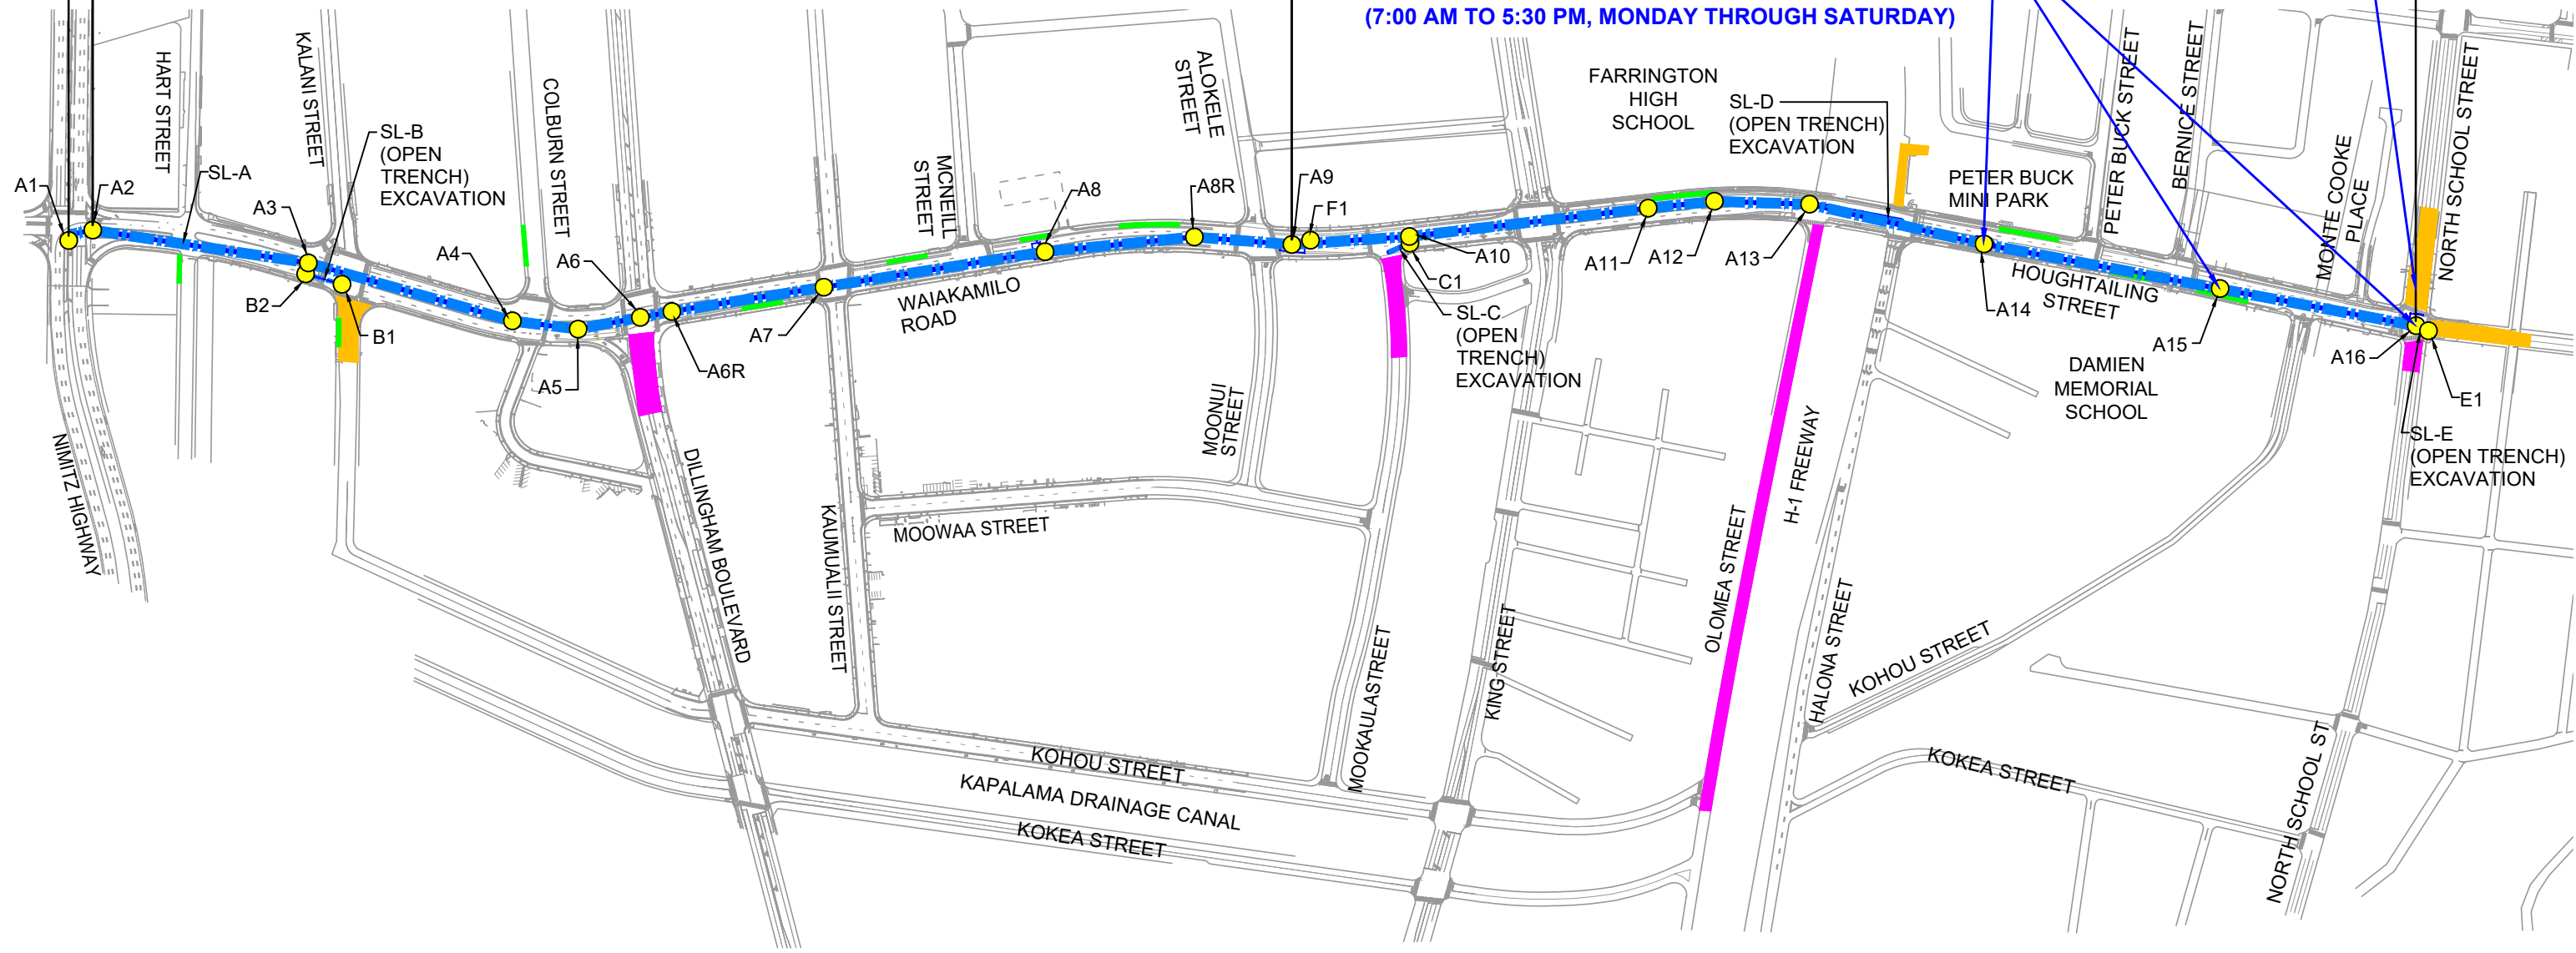 (7:00 AM TO 5:30 PM, MONDAY THROUGH SATURDAY)
HART STREET
KALANI STREET
COLBURN STREET
MCNEILL
STREET
ALOKELE
STREET
FARRINGTON
HIGH
SCHOOL
SL-D
(OPEN TRENCH)
EXCAVATION
PETER BUCK STREET
BERNICE STREET
MONTE COOKE
PLACE
NORTH SCHOOL STREET
PETER BUCK
MINI PARK
A1
A2
SL-A
A3
SL-B
(OPEN
TRENCH)
EXCAVATION
B2
B1
A4
A5
A6
A6R
A7
A8
A8R
A9
F1
A10
C1
SL-C
(OPEN
TRENCH)
EXCAVATION
A11
A12
A13
A14
A15
A16
E1
SL-E
(OPEN TRENCH)
EXCAVATION
WAIAKAMILO
ROAD
HOUGHTAILING
STREET
DAMIEN
MEMORIAL
SCHOOL
NIMITZ HIGHWAY
DILLINGHAM BOULEVARD
KAUMUALII STREET
MOOWAA STREET
MOONUI
STREET
MOOKAULASTREET
KING STREET
OLOMEA STREET
H-1 FREEWAY
HALONA STREET
KOHOU STREET
KOHOU STREET
KAPALAMA DRAINAGE CANAL
KOKEA STREET
KOKEA STREET
NORTH SCHOOL ST